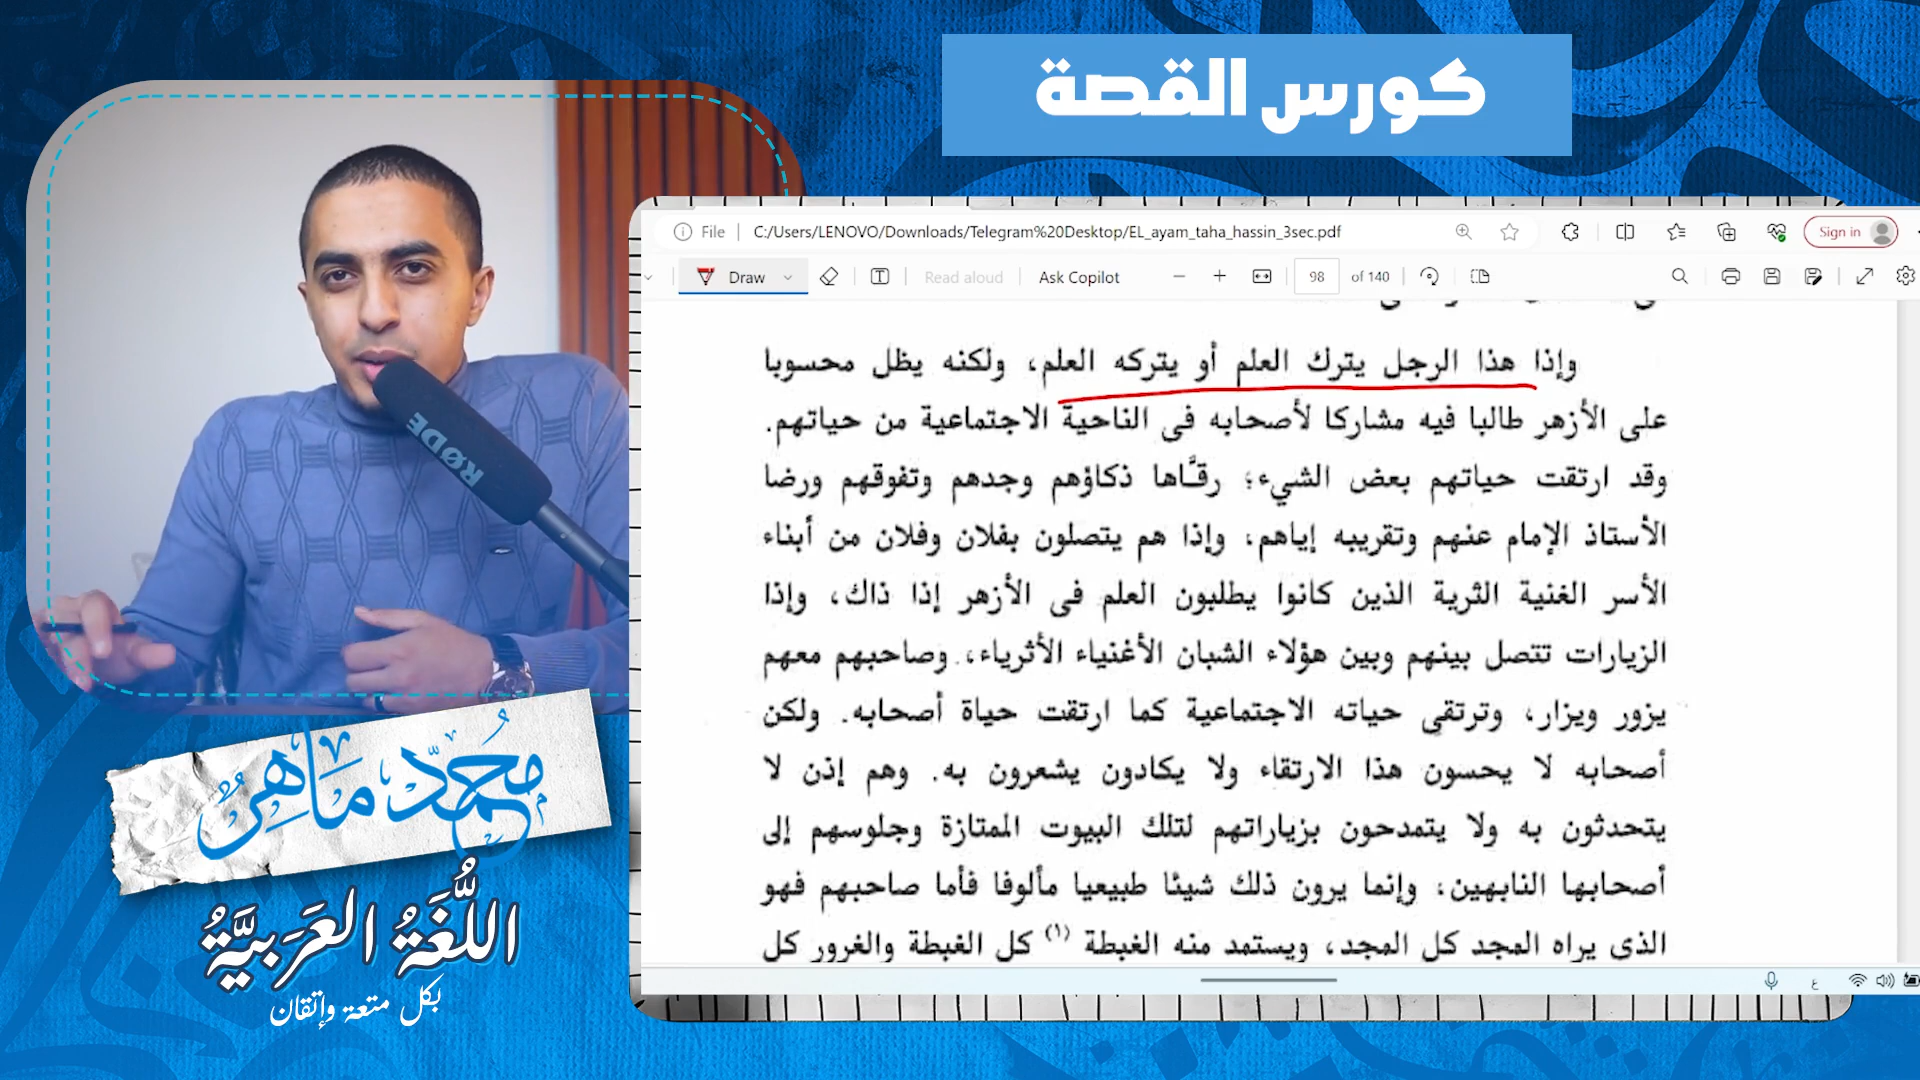 كورس القصة
File
C:/Users/LENOVO/Downloads/Telegram%20Desktop/EL_ayam_taha_hassin_3sec.pdf
Sign in
Draw
Read aloud
Ask Copilot
98
of 140
وإذا هذا الرجل يترك العلم أو يتركه العلم، ولكنه يظل محسوبا
على الأزهر طالبا فيه مشاركا لأصحابه فى الناحية الاجتماعية من حياتهم.
وقد ارتقت حياتهم بعض الشيء؛ رقَّاها ذكاؤهم وجدهم وتفوقهم ورضا
الأستاذ الإمام عنهم وتقريبه إياهم، وإذا هم يتصلون بفلان وفلان من أبناء
الأسر الغنية الثرية الذين كانوا يطلبون العلم فى الأزهر إذا ذاك، وإذا
الزيارات تتصل بينهم وبين هؤلاء الشبان الأغنياء الأثرياء، وصاحبهم معهم
يزور ويزار، وترتقى حياته الاجتماعية كما ارتقت حياة أصحابه. ولكن
أصحابه لا يحسون هذا الارتقاء ولا يكادون يشعرون به. وهم إذن لا
يتحدثون به ولا يتمدحون بزياراتهم لتلك البيوت الممتازة وجلوسهم إلى
أصحابها النابهين، وإنما يرون ذلك شيئا طبيعيا مألوفا فأما صاحبهم فهو
الذى يراه المجد كل المجد، ويستمد منه الغبطة (١) كل الغبطة والغرور كل
ع
RØDE
مُحمّد مَاهِرٌ
اللُّغَةُ العَرَبيَّةُ
بكل متعة وإتقان